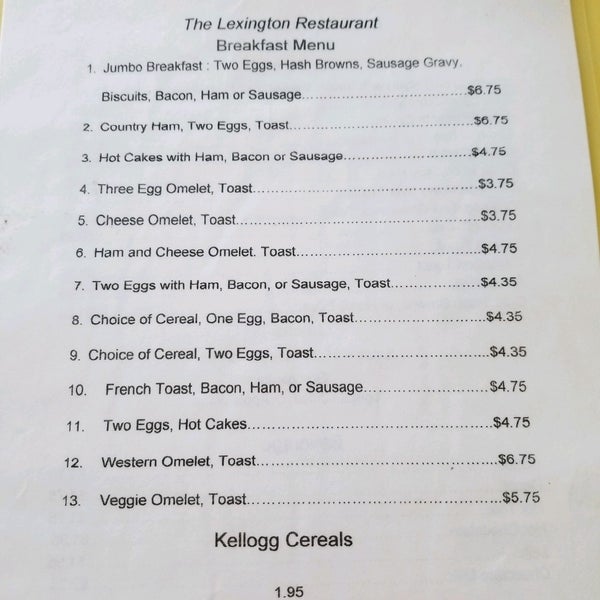 The Lexington Restaurant
Breakfast Menu
1. Jumbo Breakfast : Two Eggs, Hash Browns, Sausage Gravy,
Biscuits, Bacon, Ham or Sausage...............................$6.75
2. Country Ham, Two Eggs, Toast...............................$6.75
3. Hot Cakes with Ham, Bacon or Sausage......................$4.75
4. Three Egg Omelet, Toast.....................................$3.75
5. Cheese Omelet, Toast........................................$3.75
6. Ham and Cheese Omelet. Toast...............................$4.75
7. Two Eggs with Ham, Bacon, or Sausage, Toast...............$4.35
8. Choice of Cereal, One Egg, Bacon, Toast.....................$4.35
9. Choice of Cereal, Two Eggs, Toast...........................$4.35
10. French Toast, Bacon, Ham, or Sausage.....................$4.75
11. Two Eggs, Hot Cakes........................................$4.75
12. Western Omelet, Toast......................................$6.75
13. Veggie Omelet, Toast.......................................$5.75
Kellogg Cereals
1.95